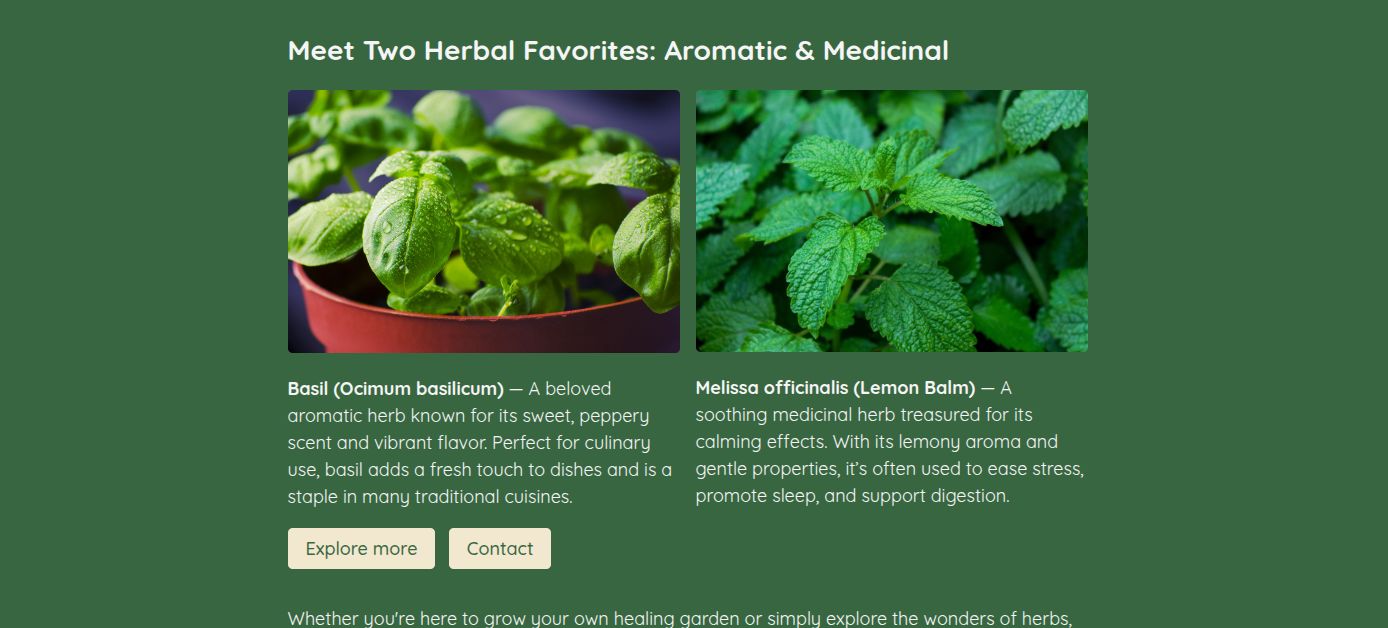 Meet Two Herbal Favorites: Aromatic & Medicinal
Basil (Ocimum basilicum) — A beloved
aromatic herb known for its sweet, peppery
scent and vibrant flavor. Perfect for culinary
use, basil adds a fresh touch to dishes and is a
staple in many traditional cuisines.
Melissa officinalis (Lemon Balm) — A
soothing medicinal herb treasured for its
calming effects. With its lemony aroma and
gentle properties, it’s often used to ease stress,
promote sleep, and support digestion.
Explore more
Contact
Whether you're here to grow your own healing garden or simply explore the wonders of herbs,